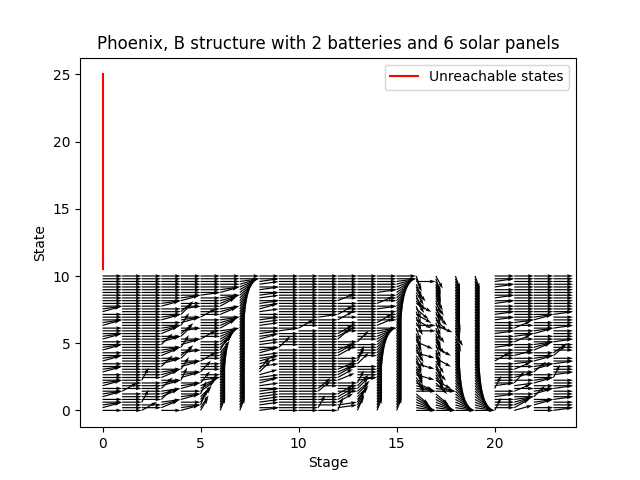 Phoenix, B structure with 2 batteries and 6 solar panels
Unreachable states
25
20
15
10
5
0
State
0
5
10
15
20
Stage